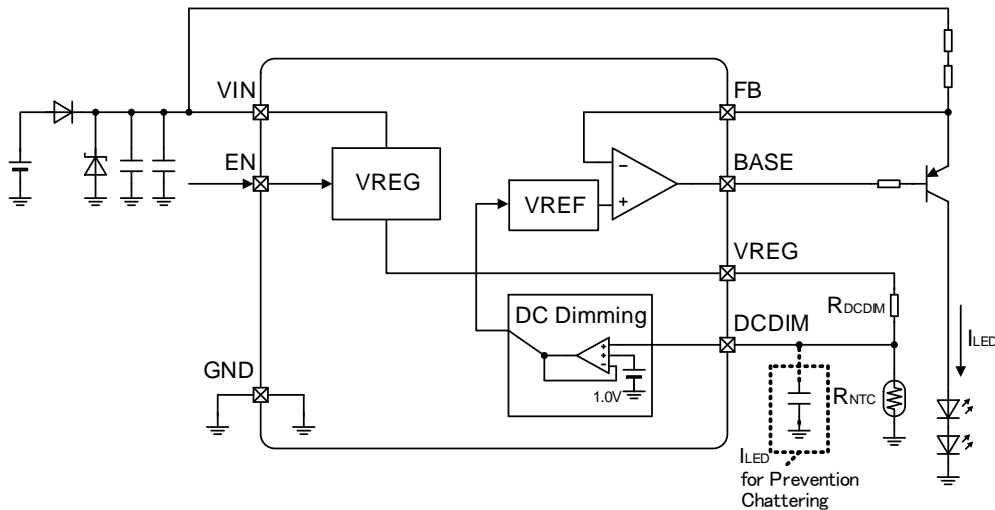 VIN
FB
EN
BASE
VREG
VREF
−
+
VREG
DC Dimming
DCDIM
RDCDIM
ILED
+
+
−
1.0V
GND
RNTC
ILED
for Prevention
Chattering